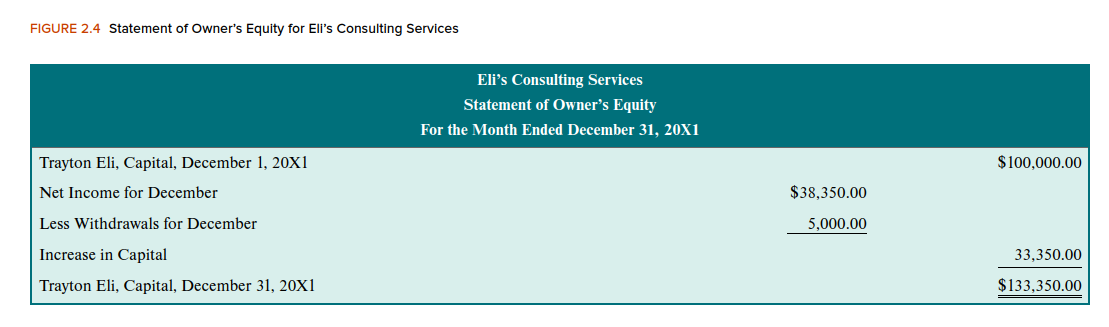 FIGURE 2.4 Statement of Owner's Equity for Eli's Consulting Services
Eli's Consulting Services
Statement of Owner's Equity
For the Month Ended December 31, 20X1
Trayton Eli, Capital, December 1, 20X1 $100,000.00
Net Income for December $38,350.00
Less Withdrawals for December 5,000.00
Increase in Capital 33,350.00
Trayton Eli, Capital, December 31, 20X1 $133,350.00